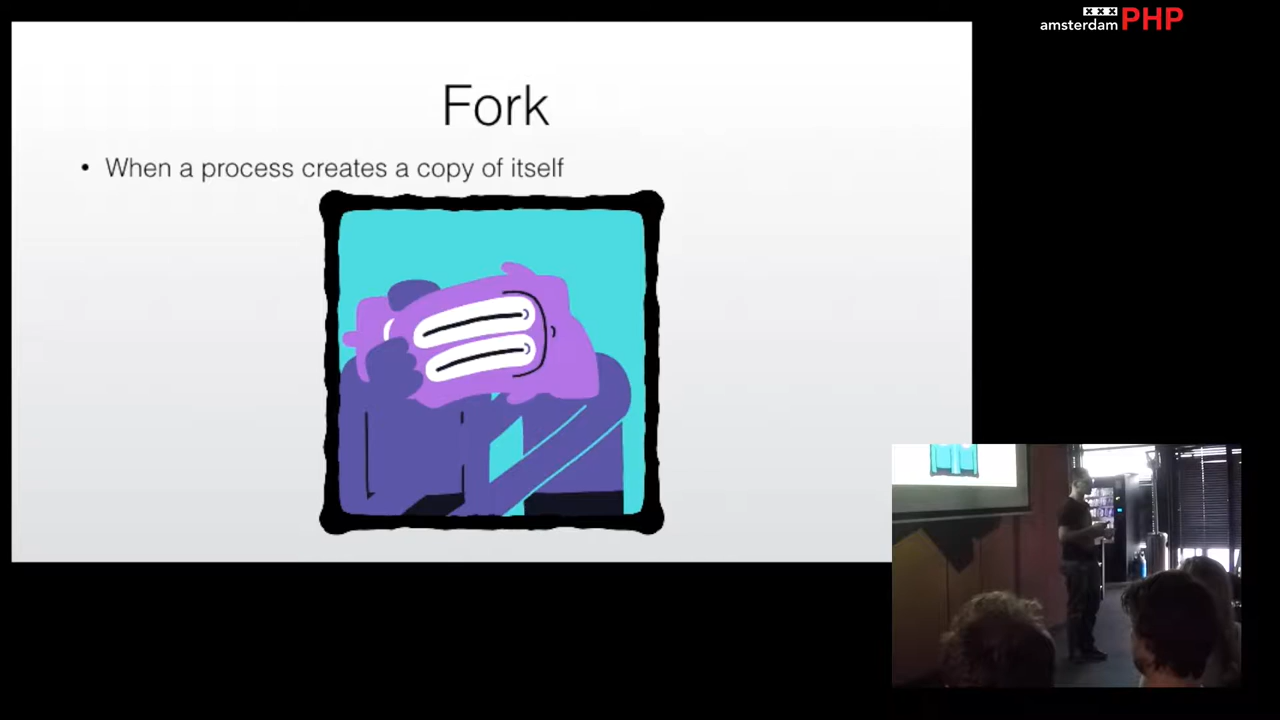 amsterdamPHP
Fork
• When a process creates a copy of itself